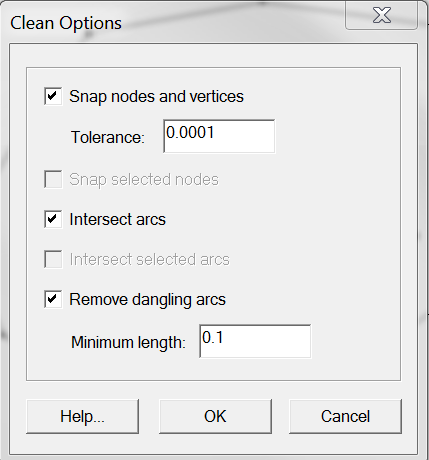 Clean Options
Snap nodes and vertices
Tolerance: 0.0001
Snap selected nodes
Intersect arcs
Intersect selected arcs
Remove dangling arcs
Minimum length: 0.1
Help... OK Cancel